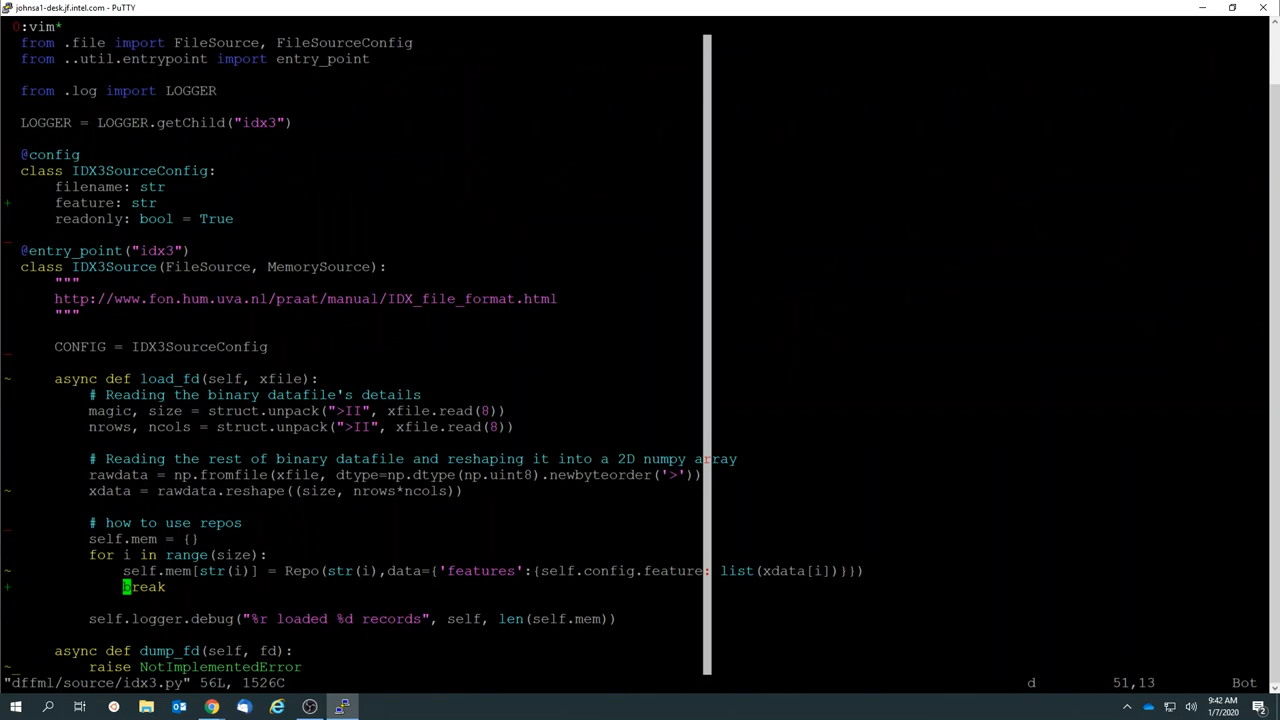 johnsa1-desk.jf.intel.com - PuTTY
0:vim*
from .file import FileSource, FileSourceConfig
from ..util.entrypoint import entry_point
from .log import LOGGER
LOGGER = LOGGER.getChild("idx3")
@config
class IDX3SourceConfig:
filename: str
+ feature: str
readonly: bool = True
_
@entry_point("idx3")
class IDX3Source(FileSource, MemorySource):
"""
http://www.fon.hum.uva.nl/praat/manual/IDX_file_format.html
"""
_ CONFIG = IDX3SourceConfig
~ async def load_fd(self, xfile):
# Reading the binary datafile's details
magic, size = struct.unpack(">II", xfile.read(8))
nrows, ncols = struct.unpack(">II", xfile.read(8))
# Reading the rest of binary datafile and reshaping it into a 2D numpy array
rawdata = np.fromfile(xfile, dtype=np.dtype(np.uint8).newbyteorder('>'))
~ xdata = rawdata.reshape((size, nrows*ncols))
# how to use repos
_ self.mem = {}
for i in range(size):
~ self.mem[str(i)] = Repo(str(i),data={'features':{self.config.feature: list(xdata[i])}})
+ break
self.logger.debug("%r loaded %d records", self, len(self.mem))
async def dump_fd(self, fd):
~_ raise NotImplementedError
"dffml/source/idx3.py" 56L, 1526C d 51,13 Bot
9:42 AM
1/7/2020
2